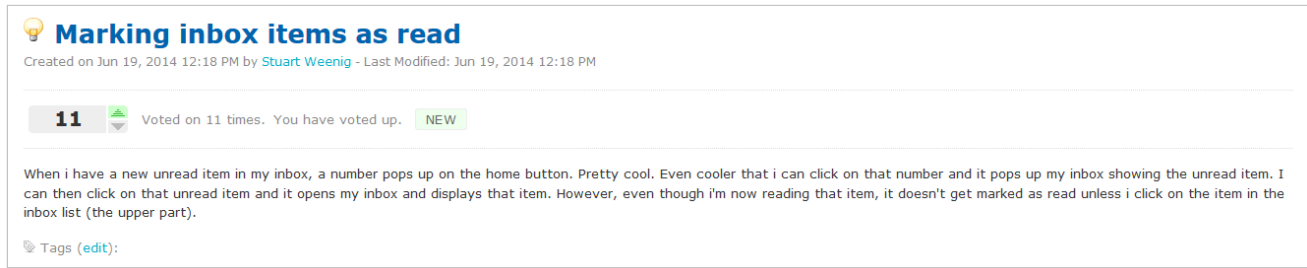 Marking inbox items as read
Created on Jun 19, 2014 12:18 PM by Stuart Weenig - Last Modified: Jun 19, 2014 12:18 PM
11 Voted on 11 times. You have voted up. NEW
When i have a new unread item in my inbox, a number pops up on the home button. Pretty cool. Even cooler that i can click on that number and it pops up my inbox showing the unread item. I
can then click on that unread item and it opens my inbox and displays that item. However, even though i'm now reading that item, it doesn't get marked as read unless i click on the item in the
inbox list (the upper part).
Tags (edit):